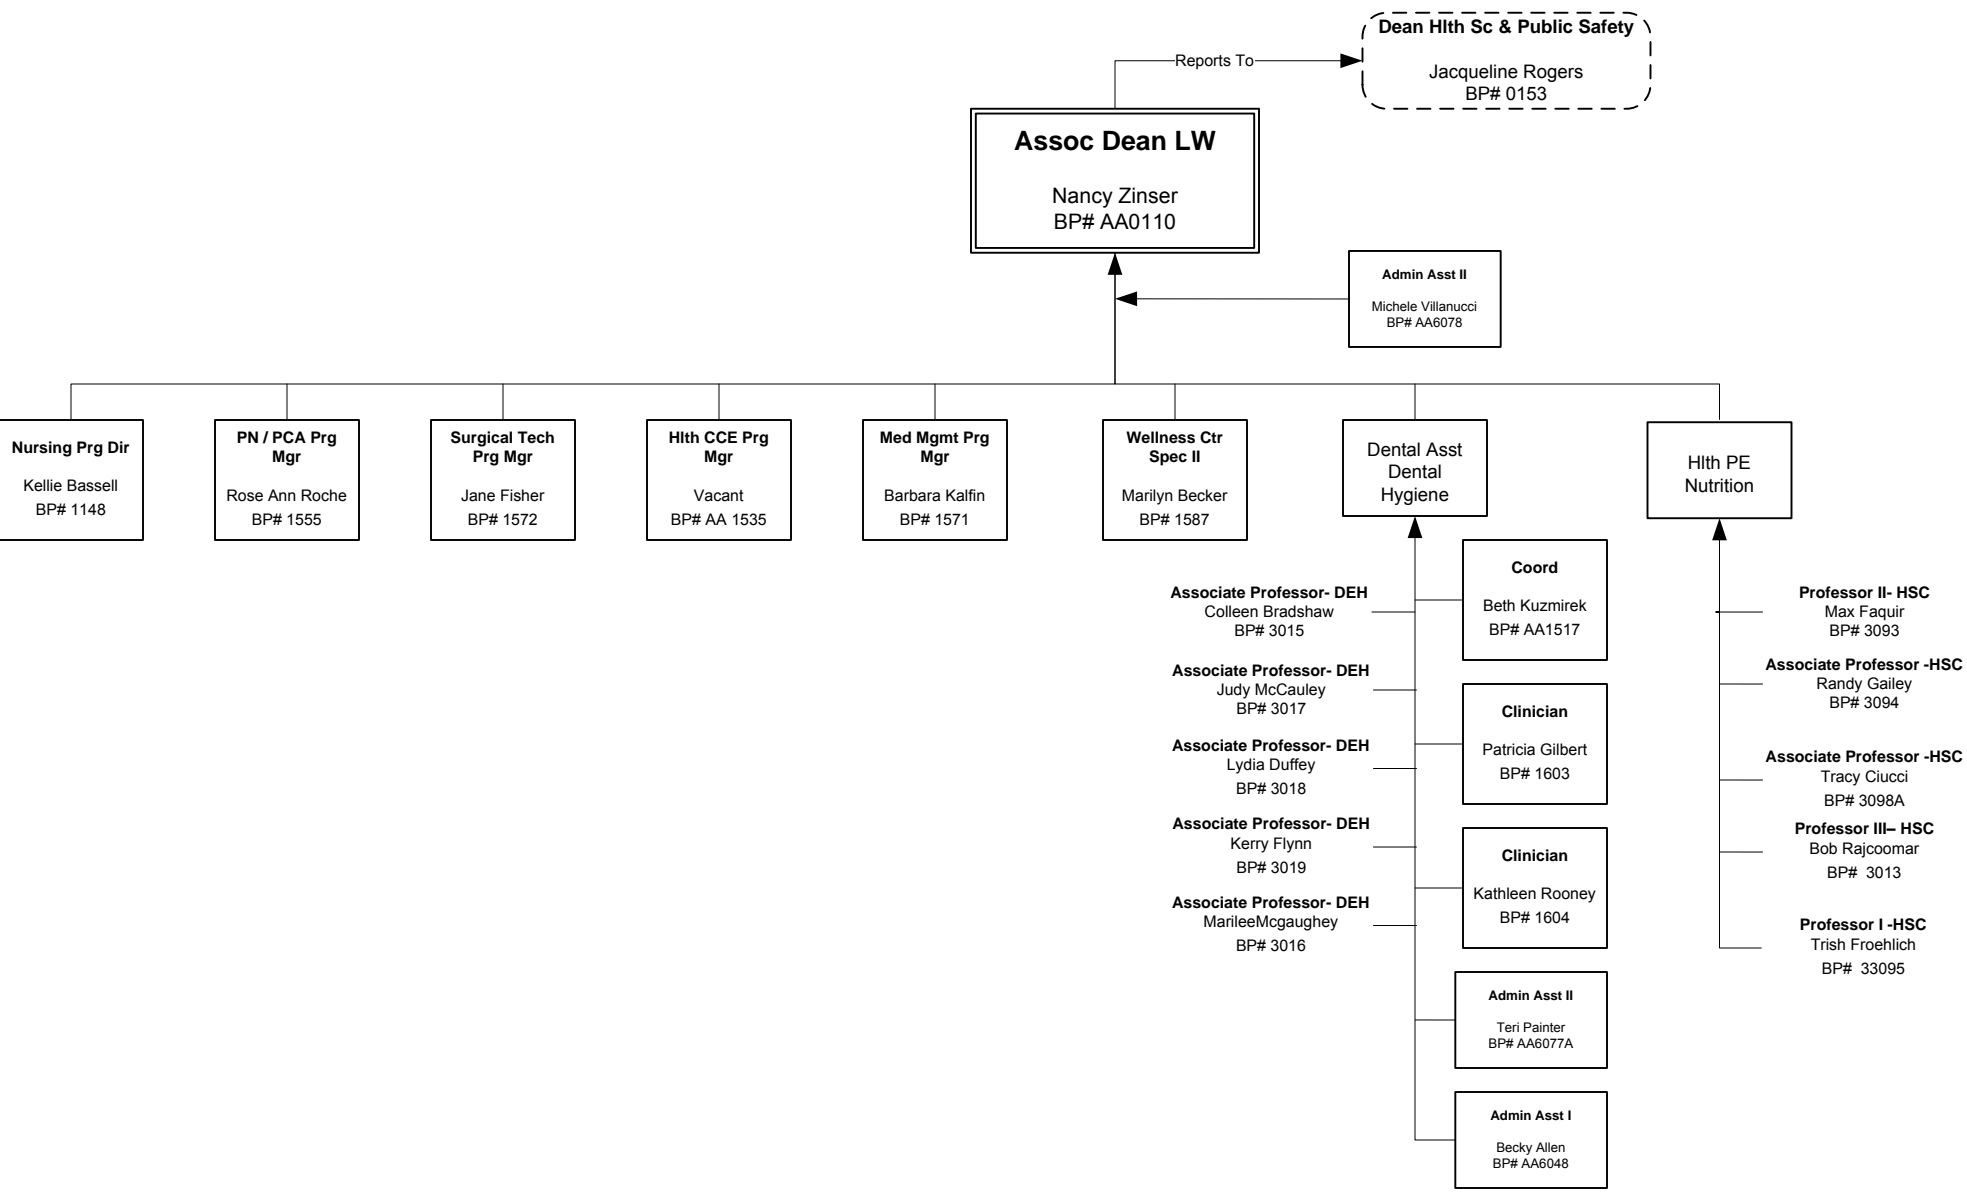 Dean Hlth Sc & Public Safety
Jacqueline Rogers
BP# 0153
Reports To
Assoc Dean LW
Nancy Zinser
BP# AA0110
Admin Asst II
Michele Villanucci
BP# AA6078
Nursing Prg Dir
Kellie Bassell
BP# 1148
PN / PCA Prg
Mgr
Rose Ann Roche
BP# 1555
Surgical Tech
Prg Mgr
Jane Fisher
BP# 1572
Hlth CCE Prg
Mgr
Vacant
BP# AA 1535
Med Mgmt Prg
Mgr
Barbara Kalfin
BP# 1571
Wellness Ctr
Spec II
Marilyn Becker
BP# 1587
Dental Asst
Dental
Hygiene
Hlth PE
Nutrition
Associate Professor- DEH
Colleen Bradshaw
BP# 3015
Associate Professor- DEH
Judy McCauley
BP# 3017
Associate Professor- DEH
Lydia Duffey
BP# 3018
Associate Professor- DEH
Kerry Flynn
BP# 3019
Associate Professor- DEH
MarileeMcgaughey
BP# 3016
Coord
Beth Kuzmirek
BP# AA1517
Clinician
Patricia Gilbert
BP# 1603
Clinician
Kathleen Rooney
BP# 1604
Admin Asst II
Teri Painter
BP# AA6077A
Admin Asst I
Becky Allen
BP# AA6048
Professor II- HSC
Max Faquir
BP# 3093
Associate Professor -HSC
Randy Gailey
BP# 3094
Associate Professor -HSC
Tracy Ciucci
BP# 3098A
Professor III– HSC
Bob Rajcoomar
BP#  3013
Professor I -HSC
Trish Froehlich
BP#  33095